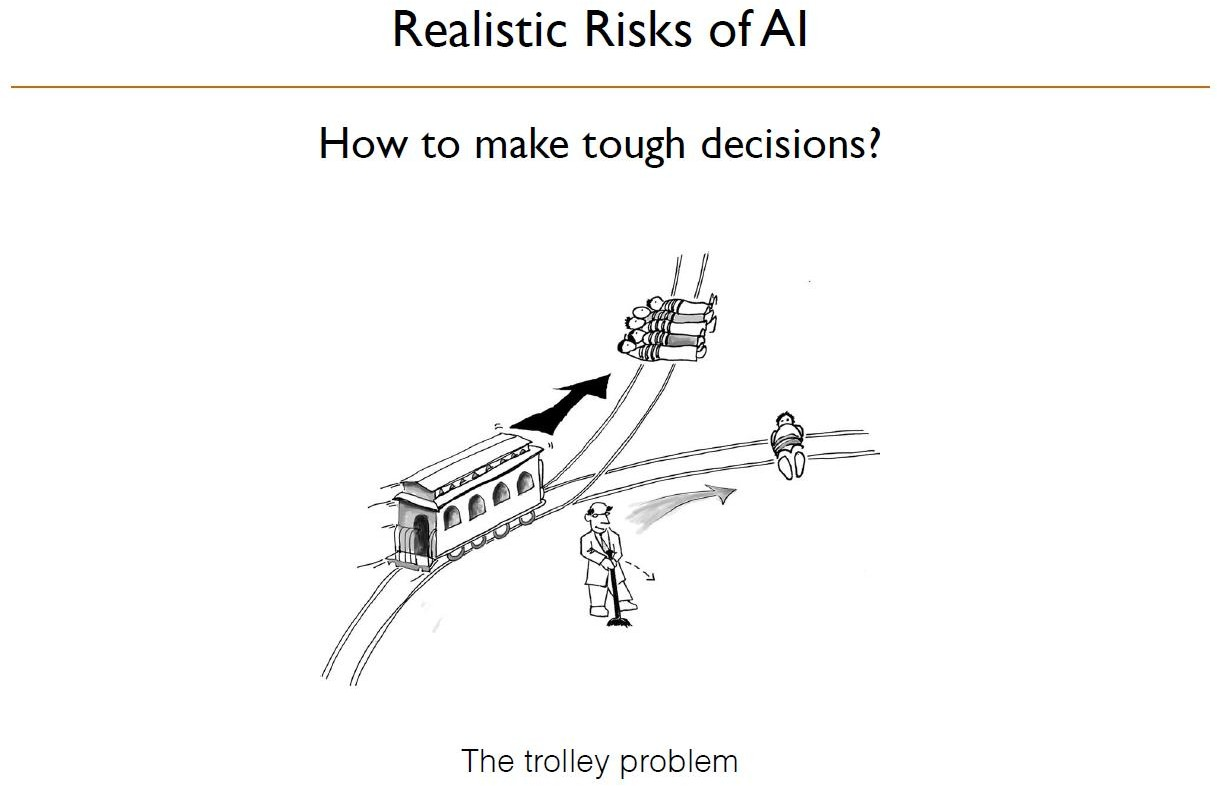 Realistic Risks of AI
How to make tough decisions?
The trolley problem